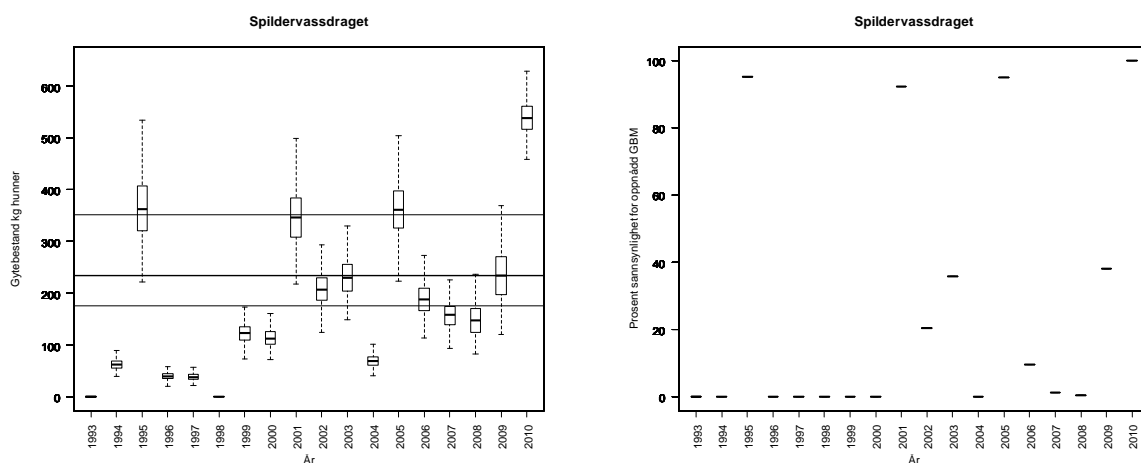 Spildervassdraget
Gytebestand kg hunner
600
500
400
300
200
100
0
1993 1994 1995 1996 1997 1998 1999 2000 2001 2002 2003 2004 2005 2006 2007 2008 2009 2010
År
Spildervassdraget
Prosent sannsynlighet for oppnådd GBM
100
80
60
40
20
0
1993 1994 1995 1996 1997 1998 1999 2000 2001 2002 2003 2004 2005 2006 2007 2008 2009 2010
År